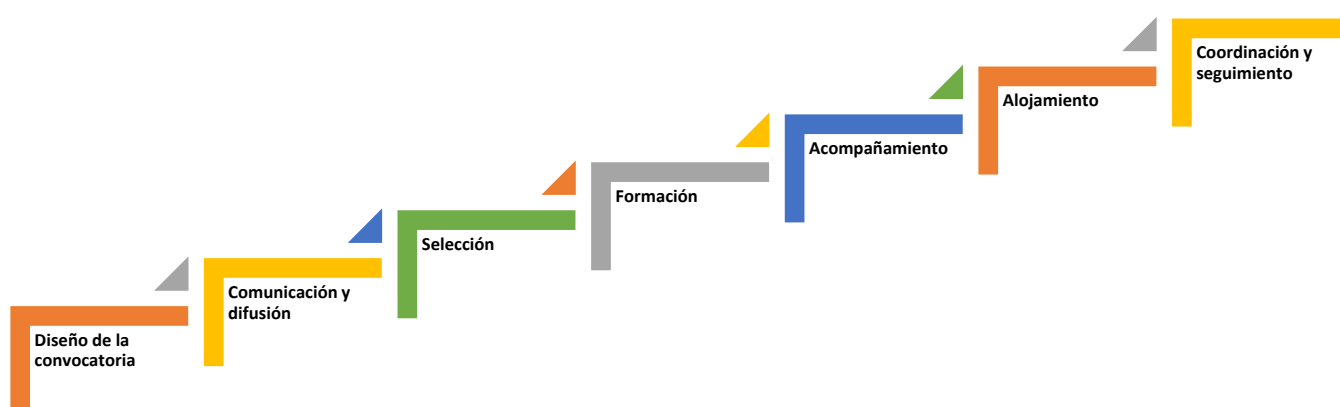 Diseño de la
convocatoria
Comunicación y
difusión
Selección
Formación
Acompañamiento
Alojamiento
Coordinación y
seguimiento